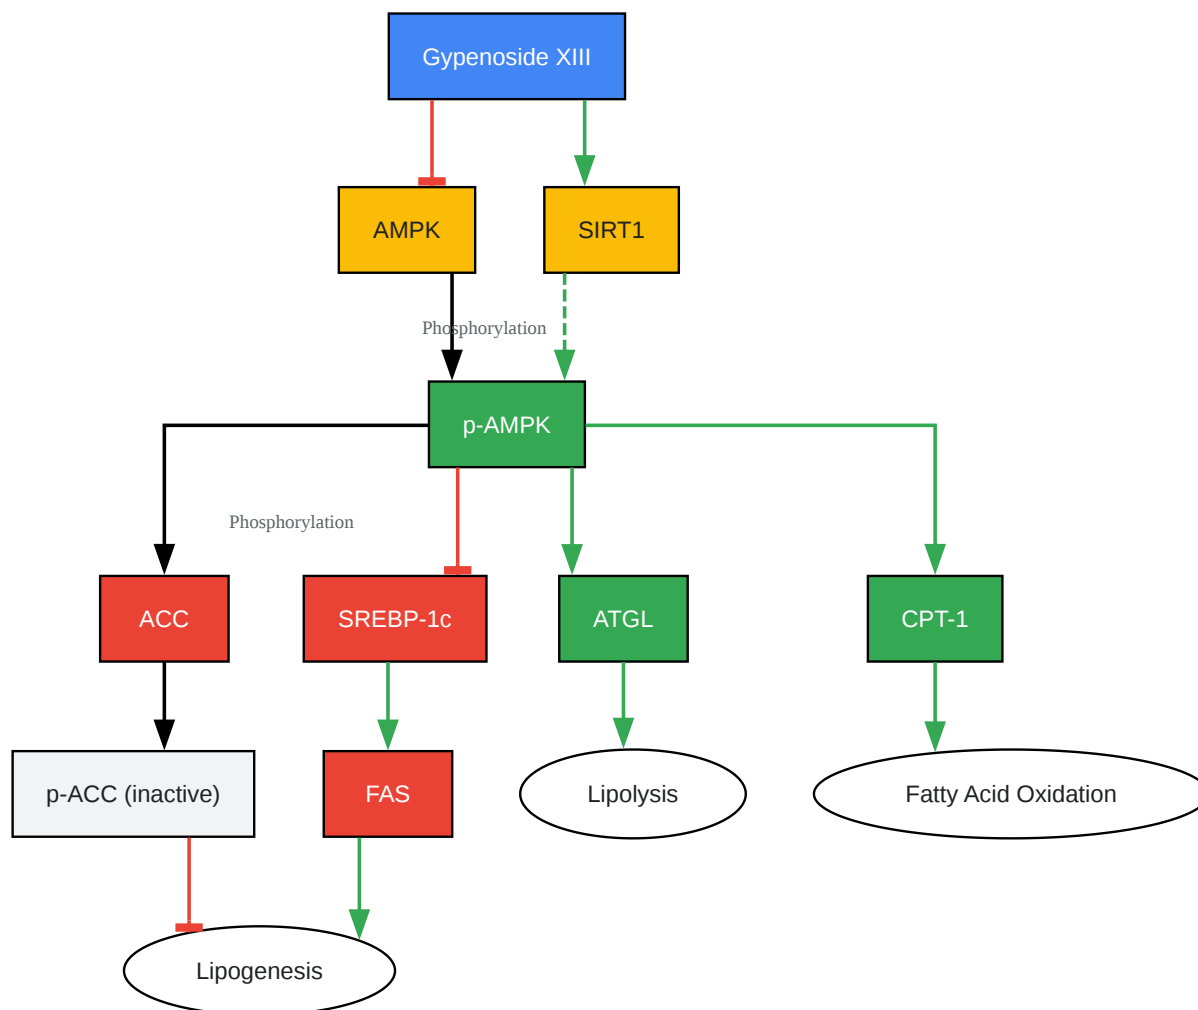 Gypenoside XIII
AMPK
SIRT1
Phosphorylation
p-AMPK
Phosphorylation
ACC
SREBP-1c
ATGL
CPT-1
p-ACC (inactive)
FAS
Lipolysis
Fatty Acid Oxidation
Lipogenesis